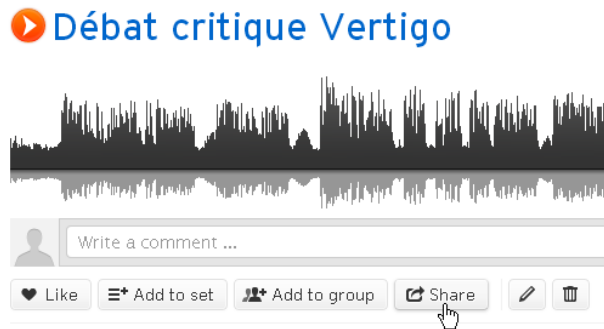 Débat critique Vertigo
Write a comment ...
Like Add to set Add to group Share